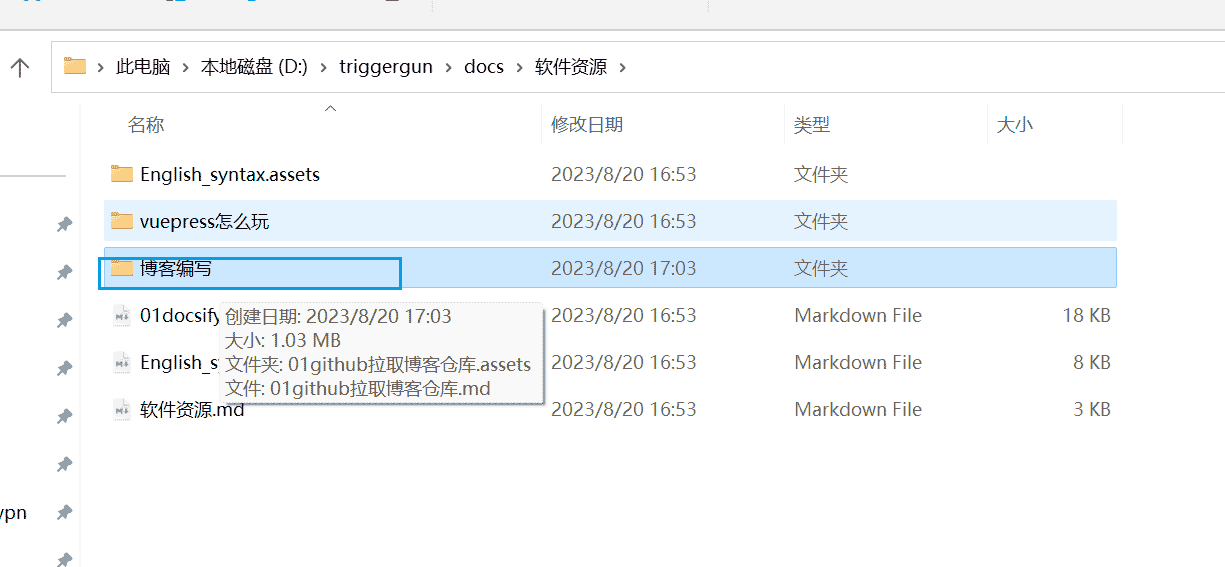 此电脑 > 本地磁盘 (D:) > triggergun > docs > 软件资源 >
名称 修改日期 类型 大小
English_syntax.assets 2023/8/20 16:53 文件夹
vuepress怎么玩 2023/8/20 16:53 文件夹
博客编写 2023/8/20 17:03 文件夹
01docsify 2023/8/20 16:53 Markdown File 18 KB
创建日期: 2023/8/20 17:03
大小: 1.03 MB
English_s 2023/8/20 16:53 Markdown File 8 KB
文件夹: 01github拉取博客仓库.assets
文件: 01github拉取博客仓库.md
软件资源.md 2023/8/20 16:53 Markdown File 3 KB
vpn